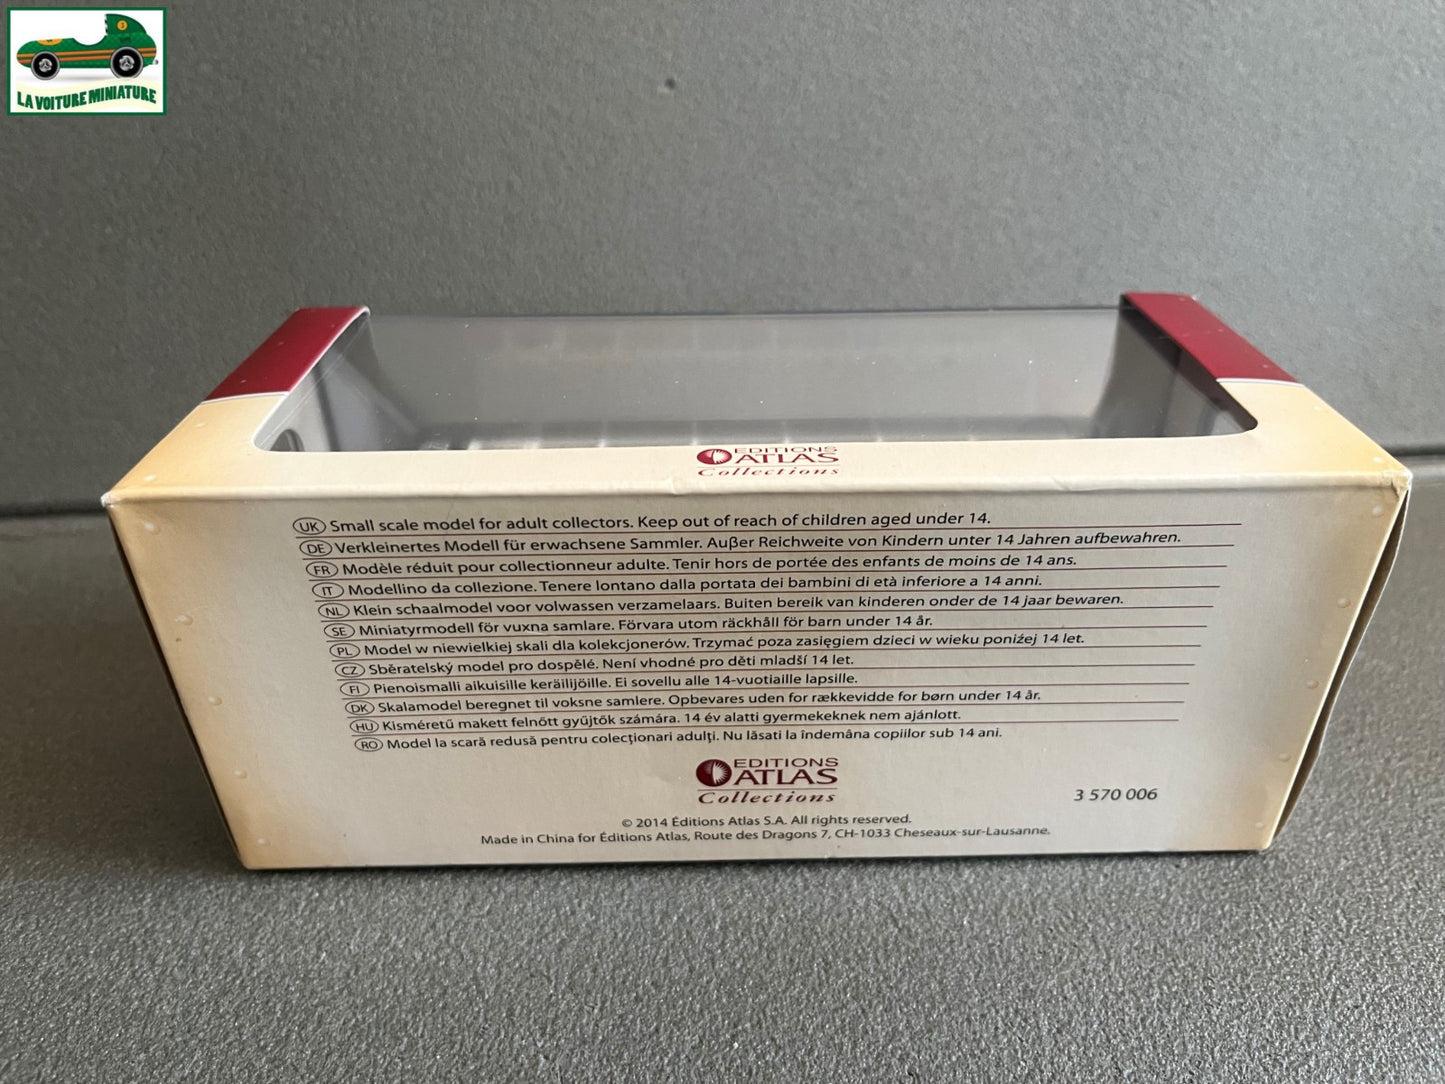 3
LA VOITURE MINIATURE
EDITIONS
ATLAS
Collections
UK Small scale model for adult collectors. Keep out of reach of children aged under 14.
DE Verkleinertes Modell für erwachsene Sammler. Auβer Reichweite von Kindern unter 14 Jahren aufbewahren.
FR Modèle réduit pour collectionneur adulte. Tenir hors de portée des enfants de moins de 14 ans.
IT Modellino da collezione. Tenere lontano dalla portata dei bambini di età inferiore a 14 anni.
NL Klein schaalmodel voor volwassen verzamelaars. Buiten bereik van kinderen onder de 14 jaar bewaren.
SE Miniatyrmodell för vuxna samlare. Förvara utom räckhåll för barn under 14 år.
PL Model w niewielkiej skali dla kolekcjonerów. Trzymać poza zasięgiem dzieci w wieku poniźej 14 let.
CZ Sběratelský model pro dospělé. Není vhodné pro děti mladší 14 let.
FI Pienoismalli aikuisille keräilijöille. Ei sovellu alle 14-vuotiaille lapsille.
DK Skalamodel beregnet til voksne samlere. Opbevares uden for rækkevidde for børn under 14 år.
HU Kisméretű makett felnőtt gyűjtők számára. 14 év alatti gyermekeknek nem ajánlott.
RO Model la scară redusă pentru colecționari adulți. Nu lăsati la îndemâna copiilor sub 14 ani.
EDITIONS
ATLAS
Collections
3 570 006
© 2014 Éditions Atlas S.A. All rights reserved.
Made in China for Éditions Atlas, Route des Dragons 7, CH-1033 Cheseaux-sur-Lausanne.